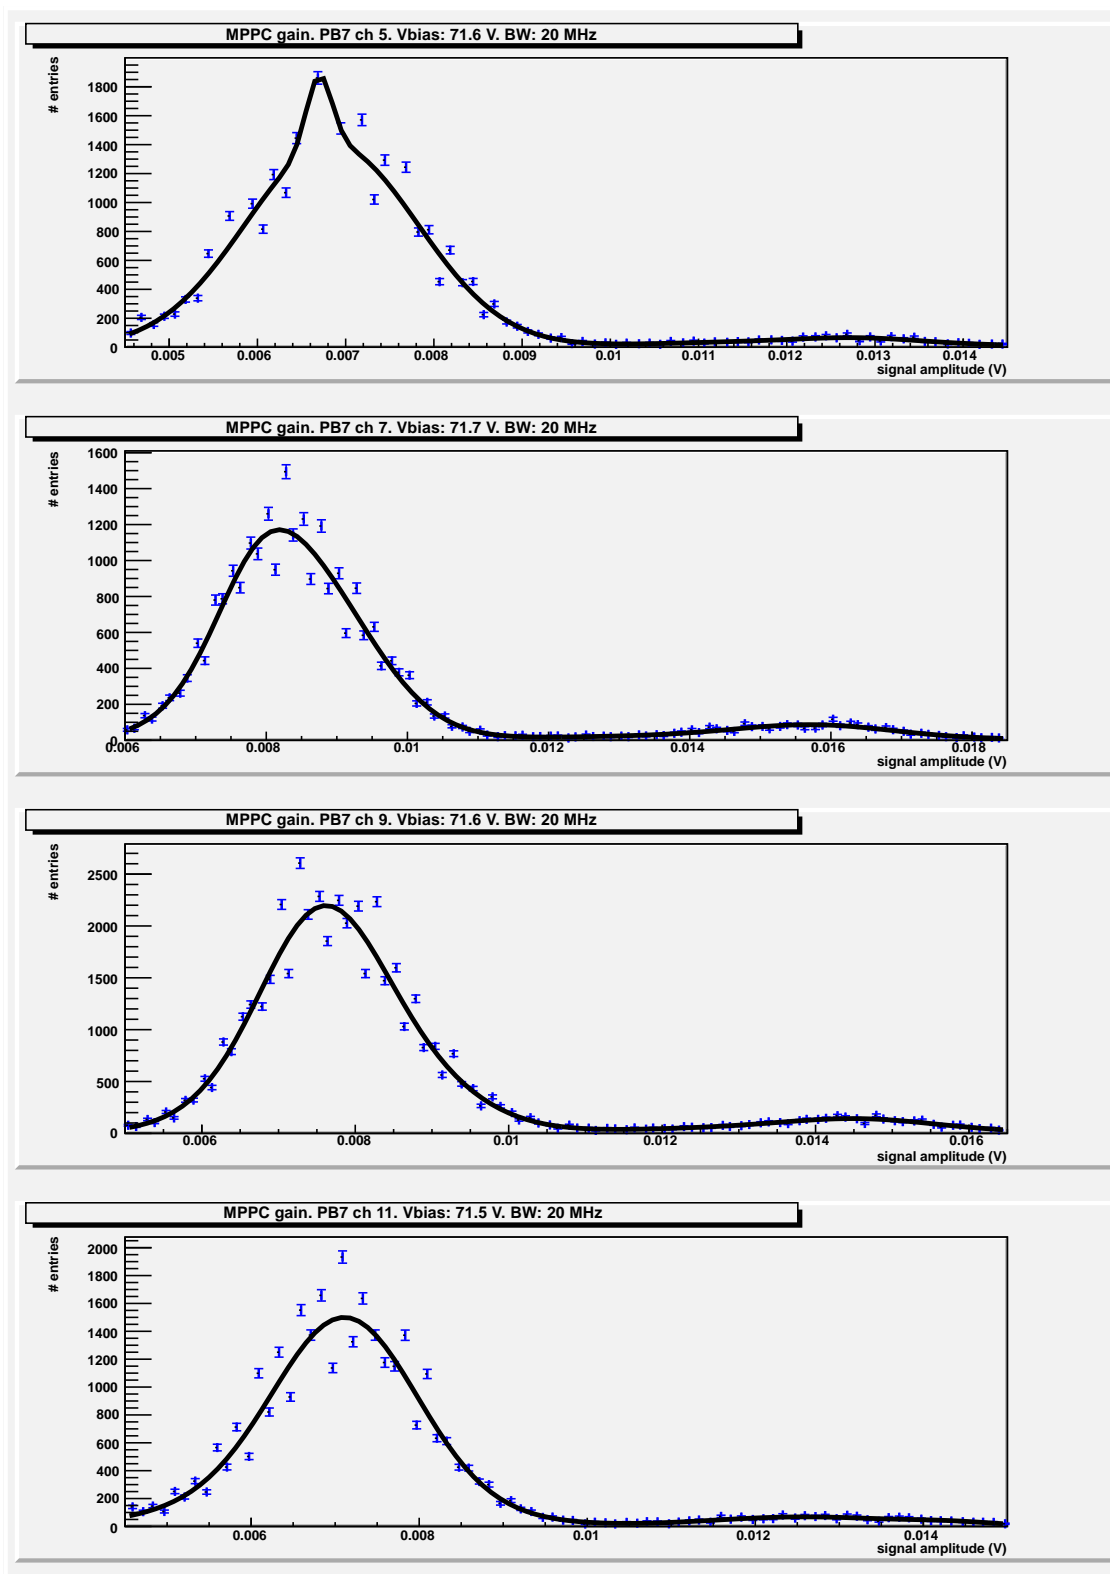 MPPC gain. PB7 ch 5. Vbias: 71.6 V. BW: 20 MHz
# entries
1800
1600
1400
1200
1000
800
600
400
200
0
0.005 0.006 0.007 0.008 0.009 0.01 0.011 0.012 0.013 0.014
signal amplitude (V)
MPPC gain. PB7 ch 7. Vbias: 71.7 V. BW: 20 MHz
# entries
1600
1400
1200
1000
800
600
400
200
0
0.006 0.008 0.01 0.012 0.014 0.016 0.018
signal amplitude (V)
MPPC gain. PB7 ch 9. Vbias: 71.6 V. BW: 20 MHz
# entries
2500
2000
1500
1000
500
0
0.006 0.008 0.01 0.012 0.014 0.016
signal amplitude (V)
MPPC gain. PB7 ch 11. Vbias: 71.5 V. BW: 20 MHz
# entries
2000
1800
1600
1400
1200
1000
800
600
400
200
0
0.006 0.008 0.01 0.012 0.014
signal amplitude (V)